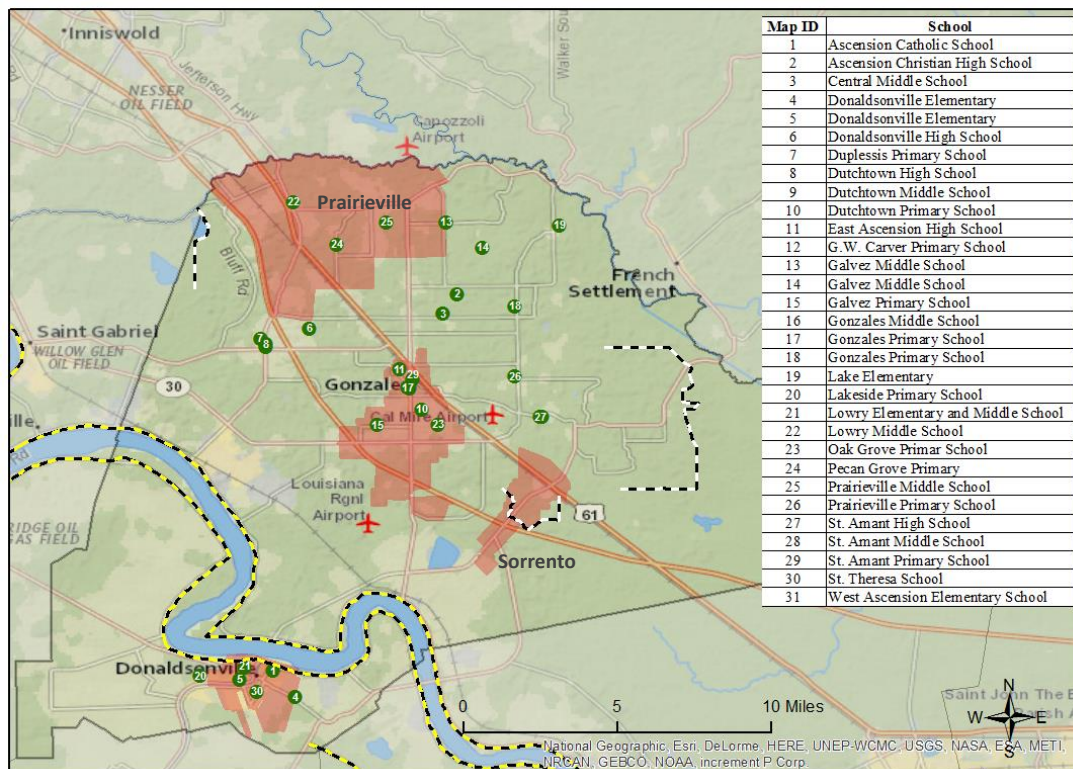 Inniswold
NESSER
OIL FIELD
Jefferson Hwy
Walker Sou
Capozzoli
Airport
Prairieville
Bluff Rd
French
Settlement
Saint Gabriel
WILLOW GLEN
OIL FIELD
30
ville
Rd
Gonzale
Cal Mire Airport
Louisiana
Rgnl
Airport
RIDGE OIL
GAS FIELD
61
Sorrento
Donaldsonville
22
25
13
19
24
14
2
18
3
6
7
8
11
29
26
17
10
27
15
23
21
1
20
5
30
4
Map ID School
1 Ascension Catholic School
2 Ascension Christian High School
3 Central Middle School
4 Donaldsonville Elementary
5 Donaldsonville Elementary
6 Donaldsonville High School
7 Duplessis Primary School
8 Dutchtown High School
9 Dutchtown Middle School
10 Dutchtown Primary School
11 East Ascension High School
12 G.W. Carver Primary School
13 Galvez Middle School
14 Galvez Middle School
15 Galvez Primary School
16 Gonzales Middle School
17 Gonzales Primary School
18 Gonzales Primary School
19 Lake Elementary
20 Lakeside Primary School
21 Lowry Elementary and Middle School
22 Lowry Middle School
23 Oak Grove Primar School
24 Pecan Grove Primary
25 Prairieville Middle School
26 Prairieville Primary School
27 St. Amant High School
28 St. Amant Middle School
29 St. Amant Primary School
30 St. Theresa School
31 West Ascension Elementary School
0 5 10 Miles
Saint John The B
Parish
N
W E
S
National Geographic, Esri, DeLorme, HERE, UNEP-WCMC, USGS, NASA, ESA, METI,
NRCAN, GEBCO, NOAA, increment P Corp.